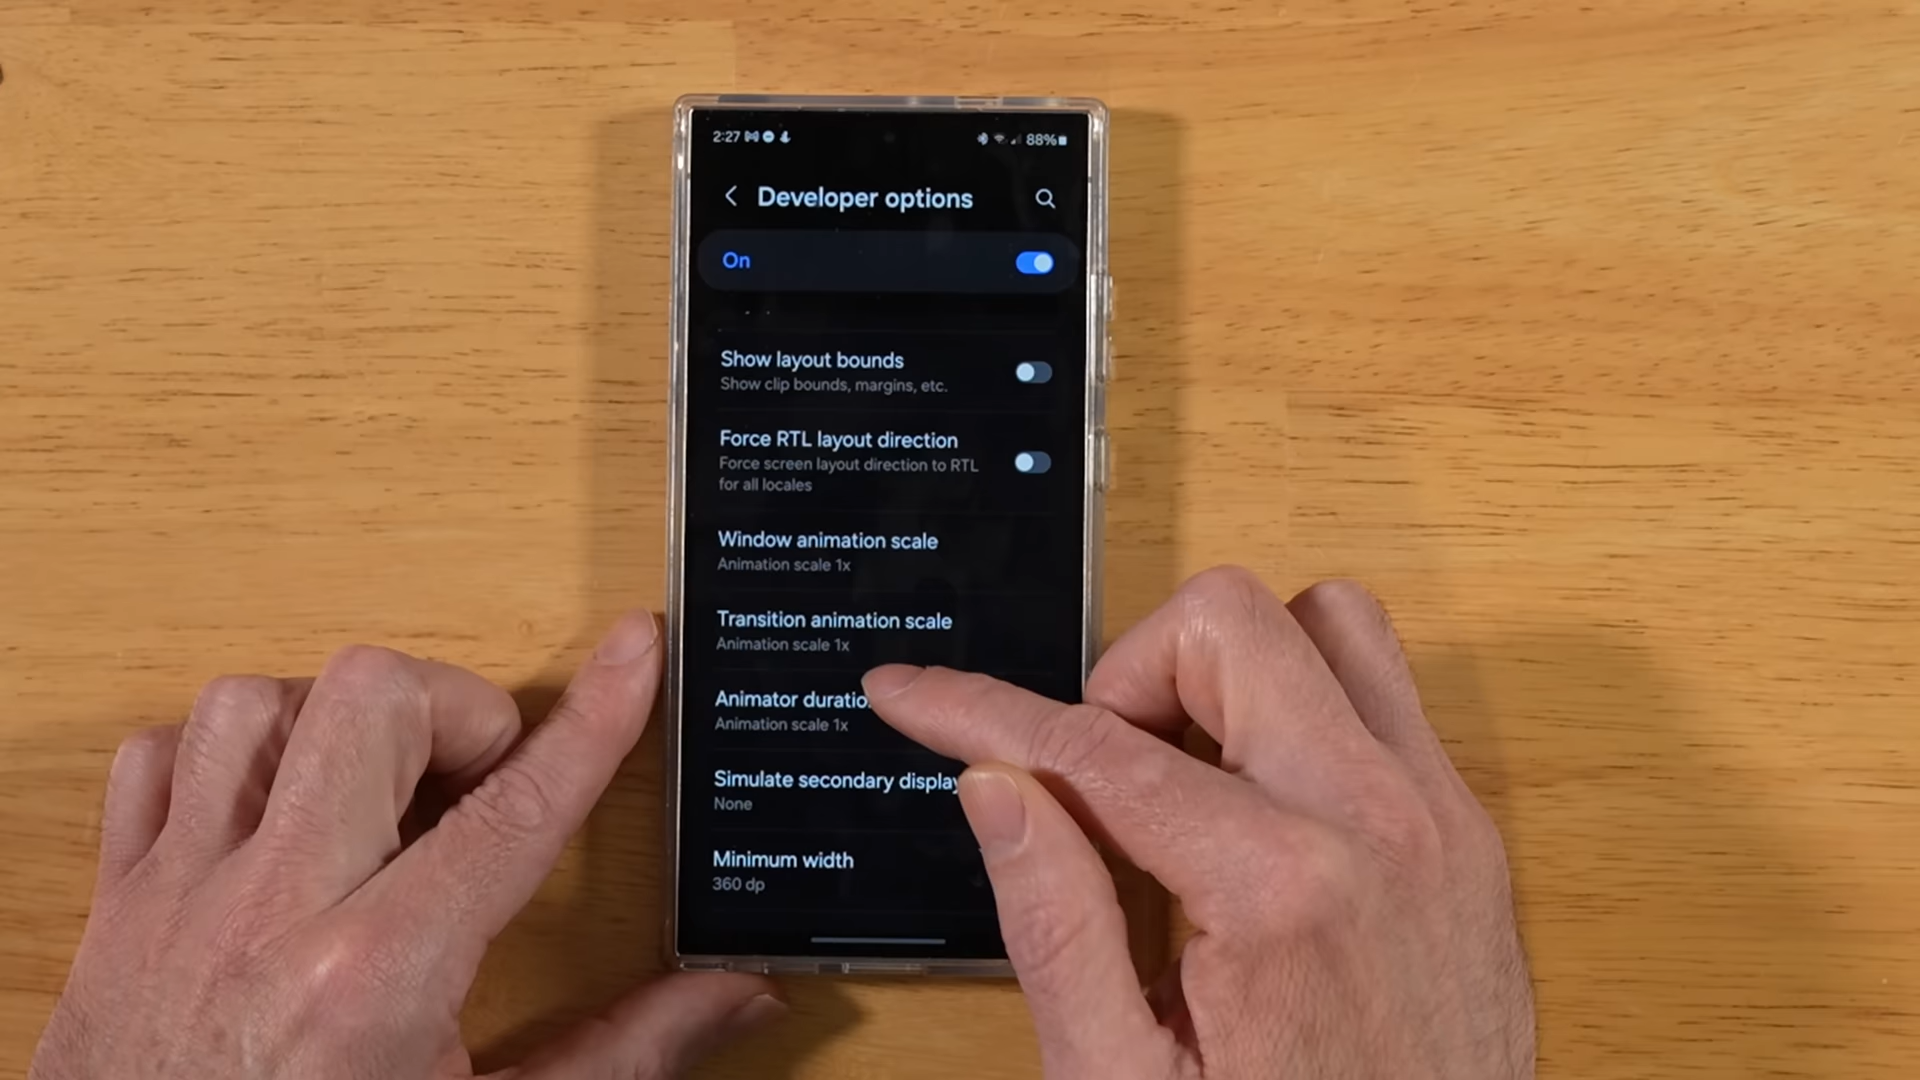 2:27
88%
Developer options
On
Show layout bounds
Show clip bounds, margins, etc.
Force RTL layout direction
Force screen layout direction to RTL
for all locales
Window animation scale
Animation scale 1x
Transition animation scale
Animation scale 1x
Animator duratio
Animation scale 1x
Simulate secondary display
None
Minimum width
360 dp